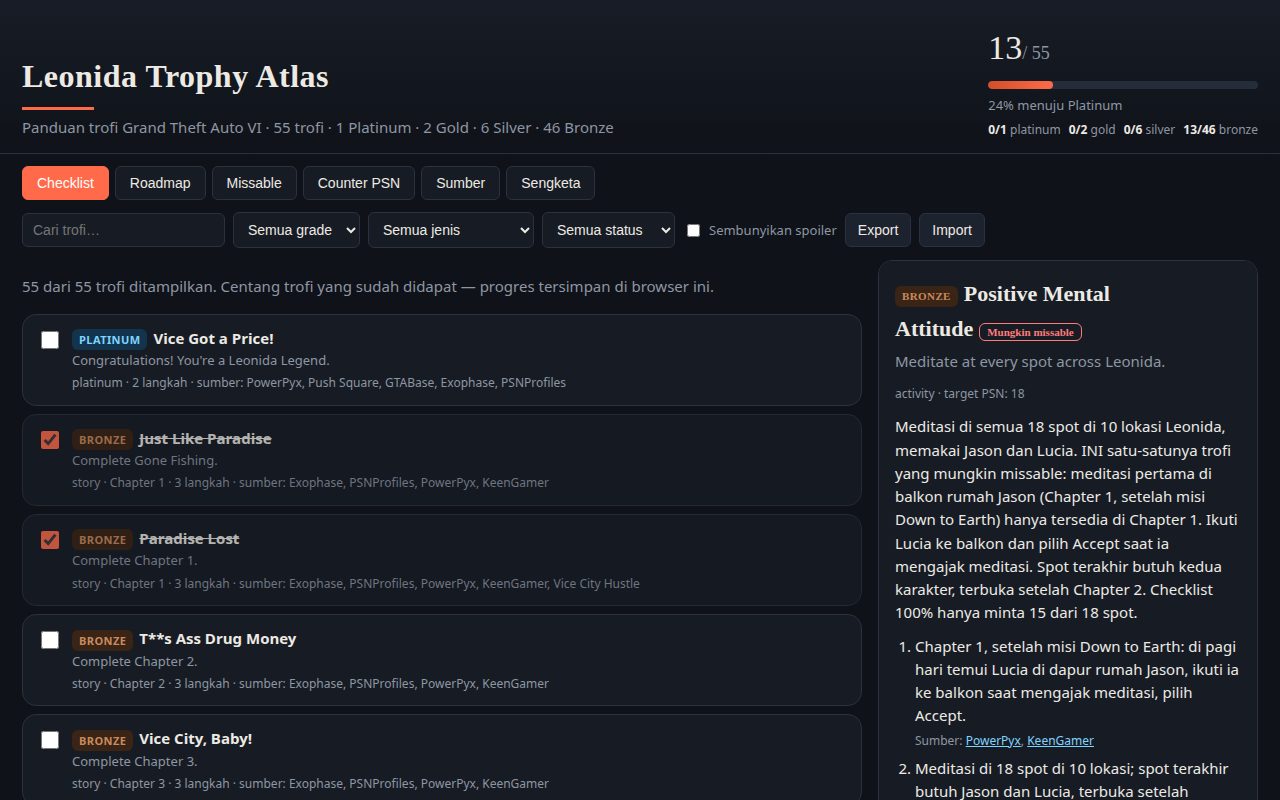 Leonida Trophy Atlas
Panduan trofi Grand Theft Auto VI · 55 trofi · 1 Platinum · 2 Gold · 6 Silver · 46 Bronze
13/ 55
24% menuju Platinum
0/1 platinum 0/2 gold 0/6 silver 13/46 bronze
Checklist Roadmap Missable Counter PSN Sumber Sengketa
Cari trofi… Semua grade Semua jenis Semua status Sembunyikan spoiler Export Import
55 dari 55 trofi ditampilkan. Centang trofi yang sudah didapat — progres tersimpan di browser ini.
PLATINUM Vice Got a Price!
Congratulations! You're a Leonida Legend.
platinum · 2 langkah · sumber: PowerPyx, Push Square, GTABase, Exophase, PSNProfiles
BRONZE Just Like Paradise
Complete Gone Fishing.
story · Chapter 1 · 3 langkah · sumber: Exophase, PSNProfiles, PowerPyx, KeenGamer
BRONZE Paradise Lost
Complete Chapter 1.
story · Chapter 1 · 3 langkah · sumber: Exophase, PSNProfiles, PowerPyx, KeenGamer, Vice City Hustle
BRONZE T**s Ass Drug Money
Complete Chapter 2.
story · Chapter 2 · 3 langkah · sumber: Exophase, PSNProfiles, PowerPyx, KeenGamer
BRONZE Vice City, Baby!
Complete Chapter 3.
story · Chapter 3 · 3 langkah · sumber: Exophase, PSNProfiles, PowerPyx, KeenGamer
BRONZE Positive Mental
Attitude Mungkin missable
Meditate at every spot across Leonida.
activity · target PSN: 18
Meditasi di semua 18 spot di 10 lokasi Leonida,
memakai Jason dan Lucia. INI satu-satunya trofi
yang mungkin missable: meditasi pertama di
balkon rumah Jason (Chapter 1, setelah misi
Down to Earth) hanya tersedia di Chapter 1. Ikuti
Lucia ke balkon dan pilih Accept saat ia
mengajak meditasi. Spot terakhir butuh kedua
karakter, terbuka setelah Chapter 2. Checklist
100% hanya minta 15 dari 18 spot.
1. Chapter 1, setelah misi Down to Earth: di pagi
hari temui Lucia di dapur rumah Jason, ikuti ia
ke balkon saat mengajak meditasi, pilih
Accept.
Sumber: PowerPyx, KeenGamer
2. Meditasi di 18 spot di 10 lokasi; spot terakhir
butuh Jason dan Lucia, terbuka setelah